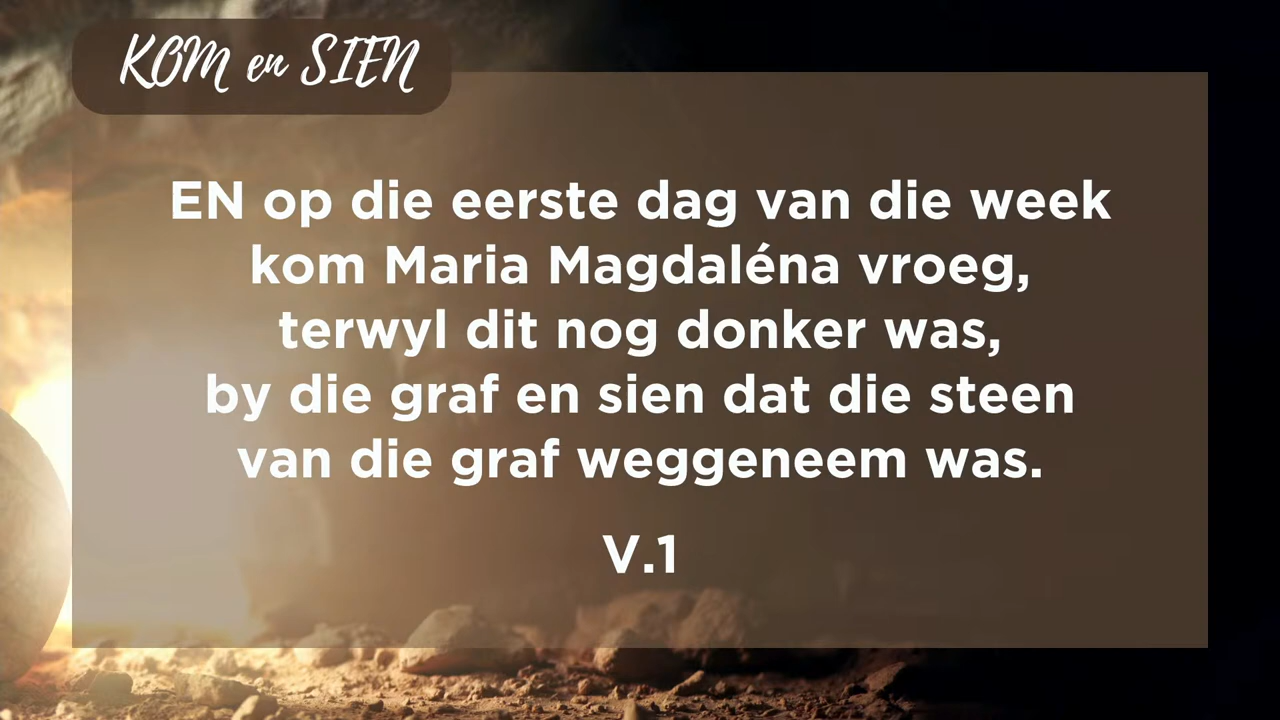 KOM en SIEN
EN op die eerste dag van die week
kom Maria Magdaléna vroeg,
terwyl dit nog donker was,
by die graf en sien dat die steen
van die graf weggeneem was.
V.1